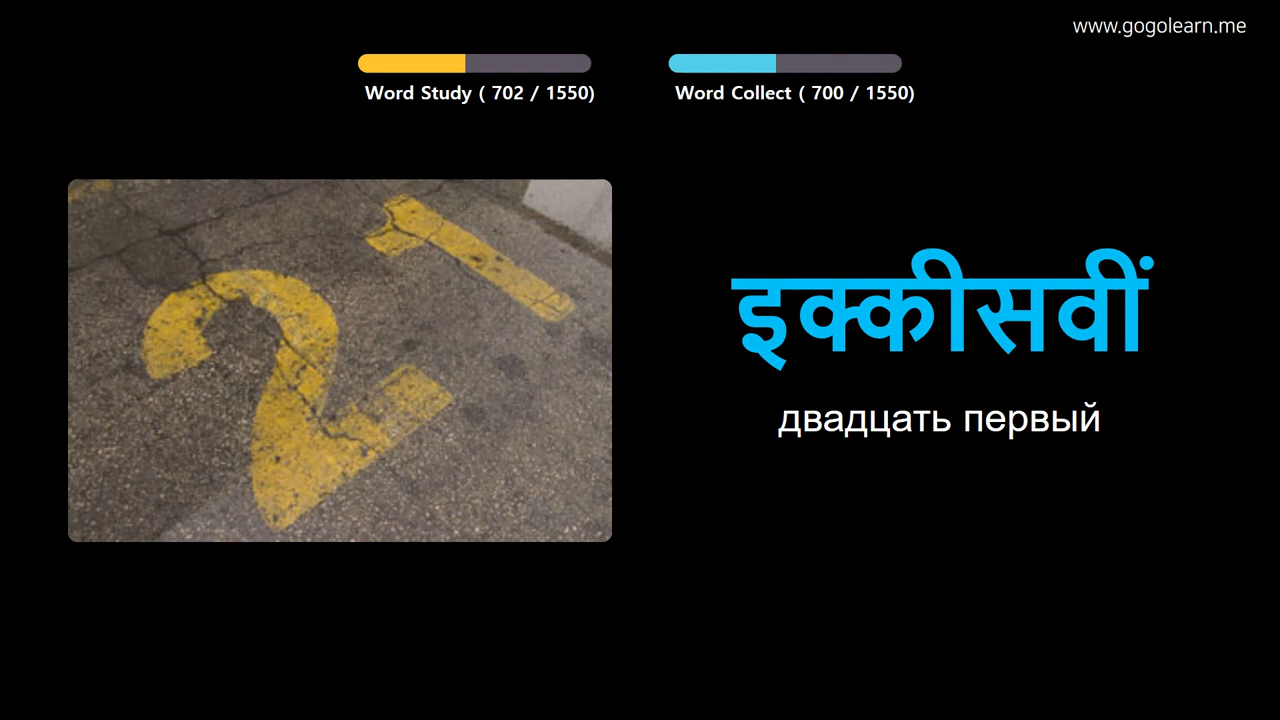 www.gogolearn.me
Word Study ( 702 / 1550)
Word Collect ( 700 / 1550)
21
इक्कीसवीं
двадцать первый